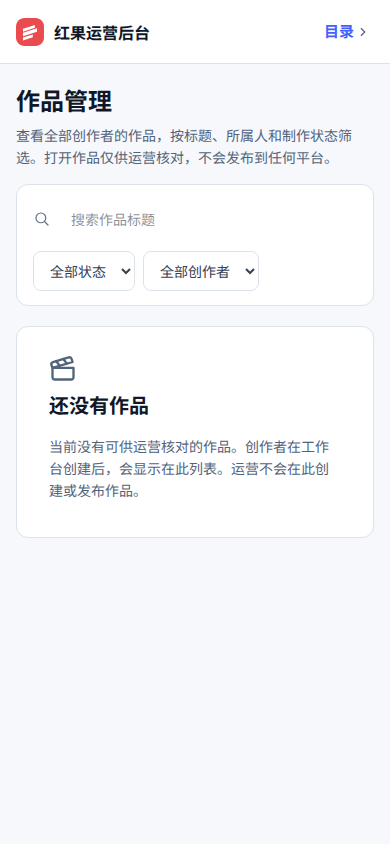 红果运营后台
目录
作品管理
查看全部创作者的作品，按标题、所属人和制作状态筛
选。打开作品仅供运营核对，不会发布到任何平台。
搜索作品标题
全部状态
全部创作者
还没有作品
当前没有可供运营核对的作品。创作者在工作
台创建后，会显示在此列表。运营不会在此创
建或发布作品。